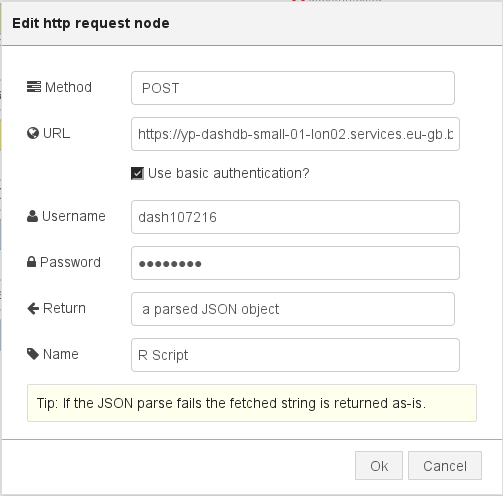 Edit http request node
Method
POST
URL
https://yp-dashdb-small-01-lon02.services.eu-gb.b
Use basic authentication?
Username
dash107216
Password
●●●●●●●●
Return
a parsed JSON object
Name
R Script
Tip: If the JSON parse fails the fetched string is returned as-is.
Ok
Cancel